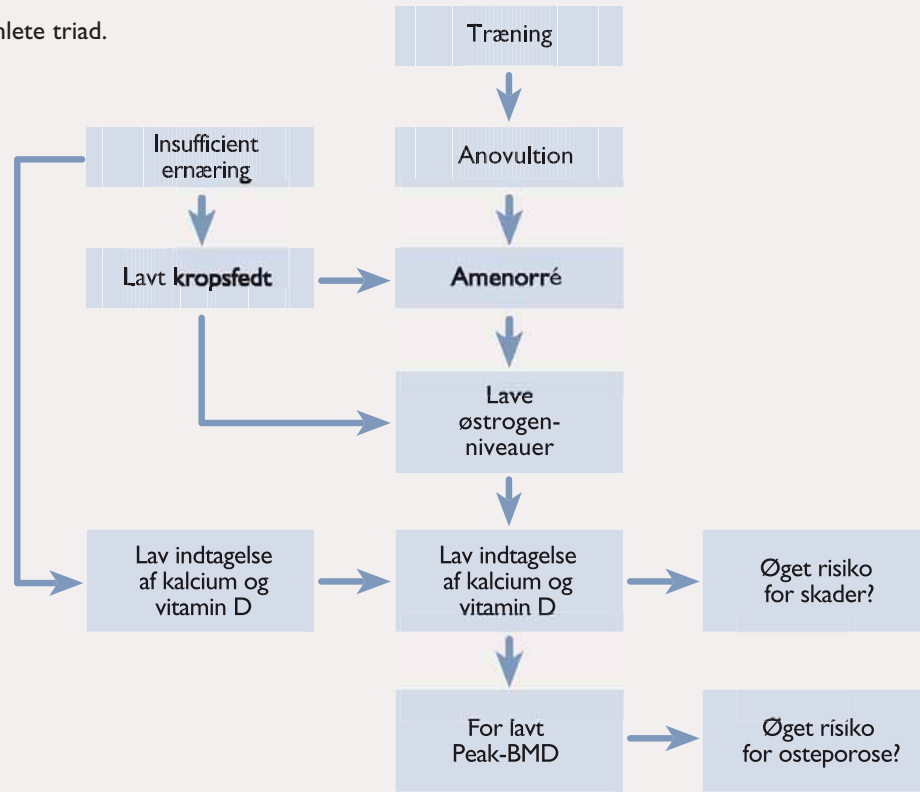 nlete triad.
Træning
Insufficient
ernæring
Anovultion
Lavt kropsfedt
Amenorré
Lave
østrogen-
niveauer
Lav indtagelse
af kalcium og
vitamin D
Lav indtagelse
af kalcium og
vitamin D
Øget risiko
for skader?
For lavt
Peak-BMD
Øget risiko
for osteporose?